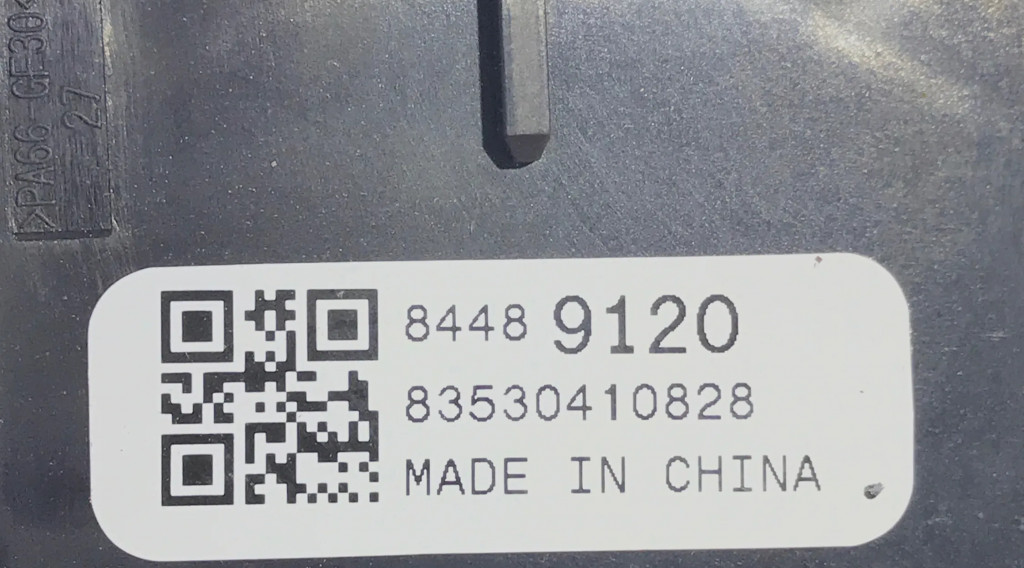 >PA66-GF30<
27
8448 9120
83530410828
MADE IN CHINA